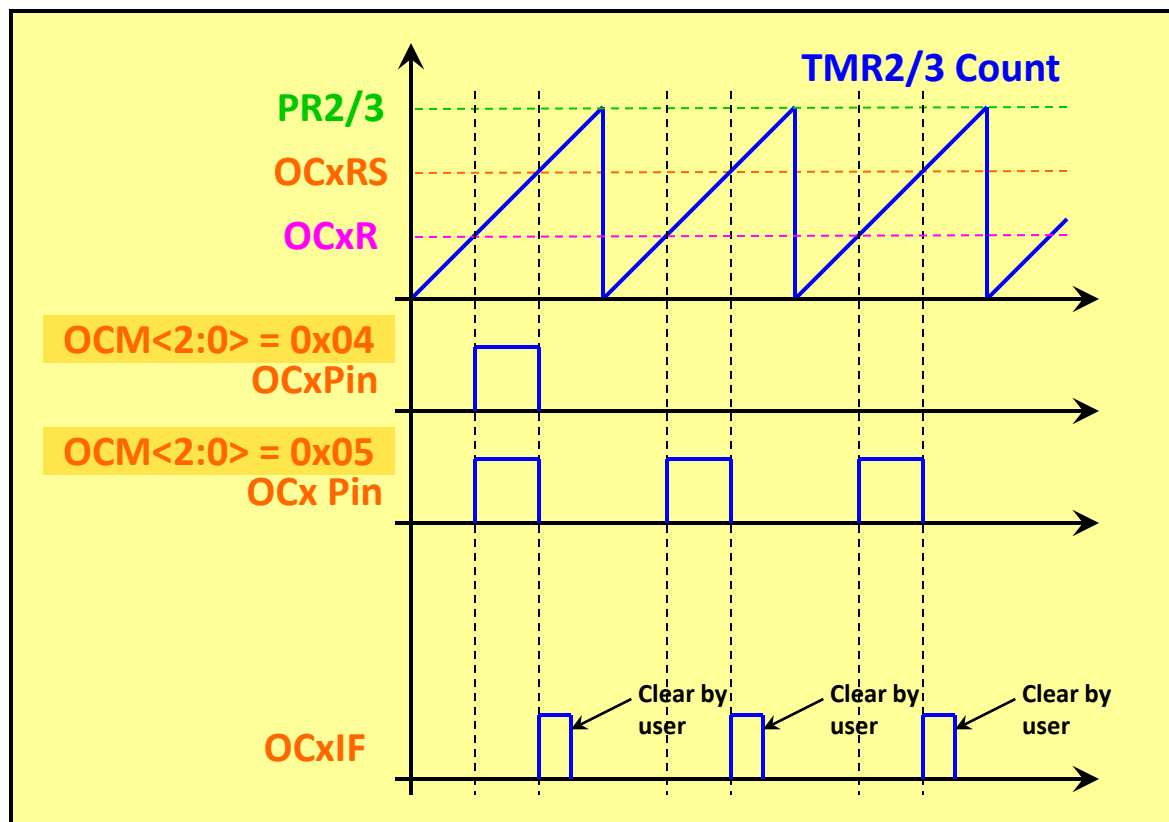 TMR2/3 Count
PR2/3
OCxRS
OCxR
OCM<2:0> = 0x04
OCxPin
OCM<2:0> = 0x05
OCx Pin
Clear by
user
Clear by
user
Clear by
user
OCxIF